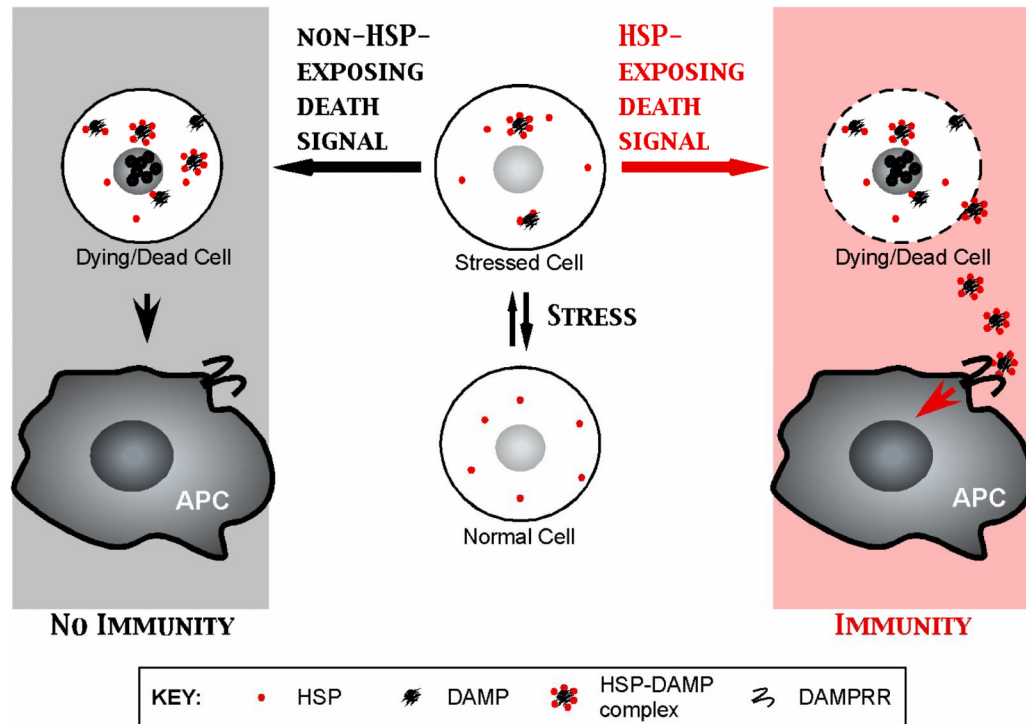 NON-HSP-
EXPOSING
DEATH
SIGNAL
HSP-
EXPOSING
DEATH
SIGNAL
Dying/Dead Cell
Stressed Cell
Dying/Dead Cell
STRESS
APC
Normal Cell
APC
NO IMMUNITY
IMMUNITY
KEY: HSP DAMP HSP-DAMP complex DAMPRR